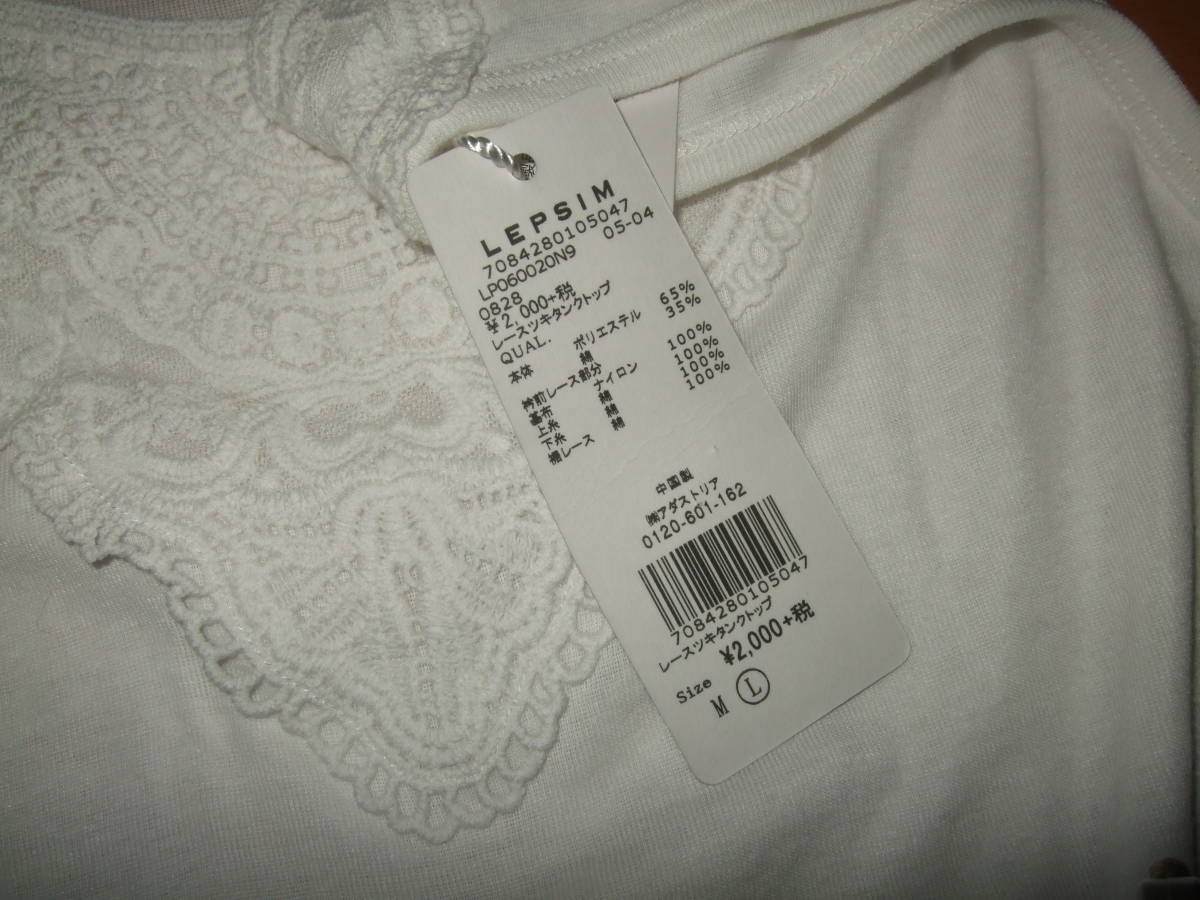 LEPSIM
7084280105047
LP060020N9 05-04
0828
¥2,000+税
レースツキタンクトップ
QUAL.
本体 ポリエステル 65%
綿 35%
衿前レース部分
基布 ナイロン 100%
上糸 綿 100%
下糸 綿 100%
裾レース 綿 100%
中国製
㈱アダストリア
0120-601-162
7084280105047
レースツキタンクトップ
¥2,000+税
Size
M L